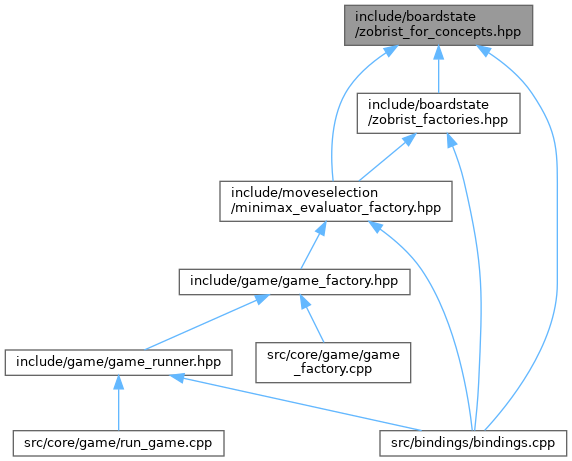 include/boardstate
/zobrist_for_concepts.hpp
include/boardstate
/zobrist_factories.hpp
include/moveselection
/minimax_evaluator_factory.hpp
include/game/game_factory.hpp
include/game/game_runner.hpp
src/core/game/game
_factory.cpp
src/core/game/run_game.cpp
src/bindings/bindings.cpp